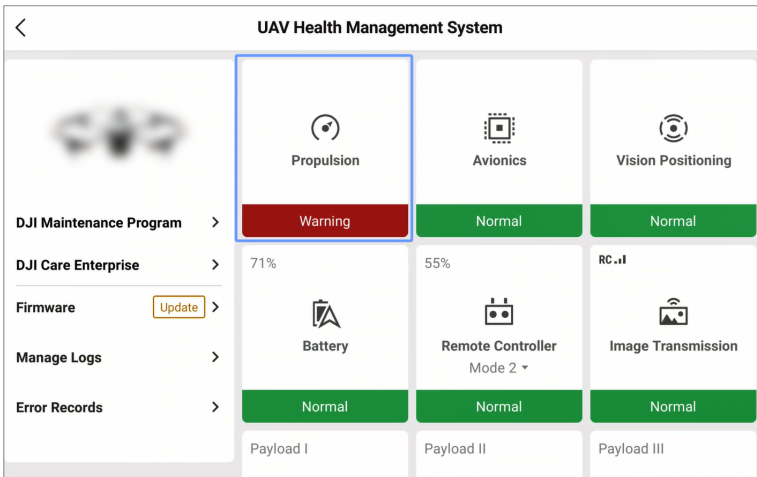 UAV Health Management System
DJI Maintenance Program
DJI Care Enterprise
Firmware
Update
Manage Logs
Error Records
Propulsion
Warning
Avionics
Normal
Vision Positioning
Normal
71%
Battery
Normal
55%
Remote Controller
Mode 2
Normal
RC
Image Transmission
Normal
Payload I
Payload II
Payload III